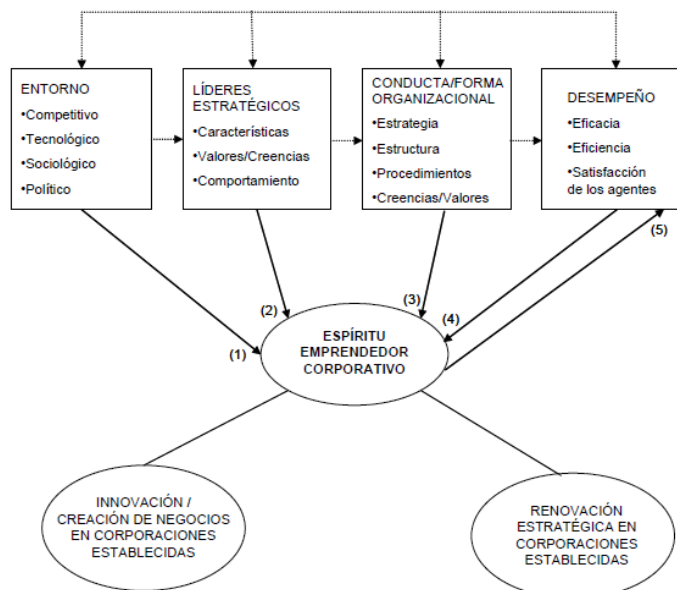 ENTORNO
•Competitivo
•Tecnológico
•Sociológico
•Político
LÍDERES
ESTRATÉGICOS
•Características
•Valores/Creencias
•Comportamiento
CONDUCTA/FORMA
ORGANIZACIONAL
•Estrategia
•Estructura
•Procedimientos
•Creencias/Valores
DESEMPEÑO
•Eficacia
•Eficiencia
•Satisfacción
de los agentes
(1)
(2)
(3)
(4)
(5)
ESPÍRITU
EMPRENDEDOR
CORPORATIVO
INNOVACIÓN /
CREACIÓN DE NEGOCIOS
EN CORPORACIONES
ESTABLECIDAS
RENOVACIÓN
ESTRATÉGICA EN
CORPORACIONES
ESTABLECIDAS